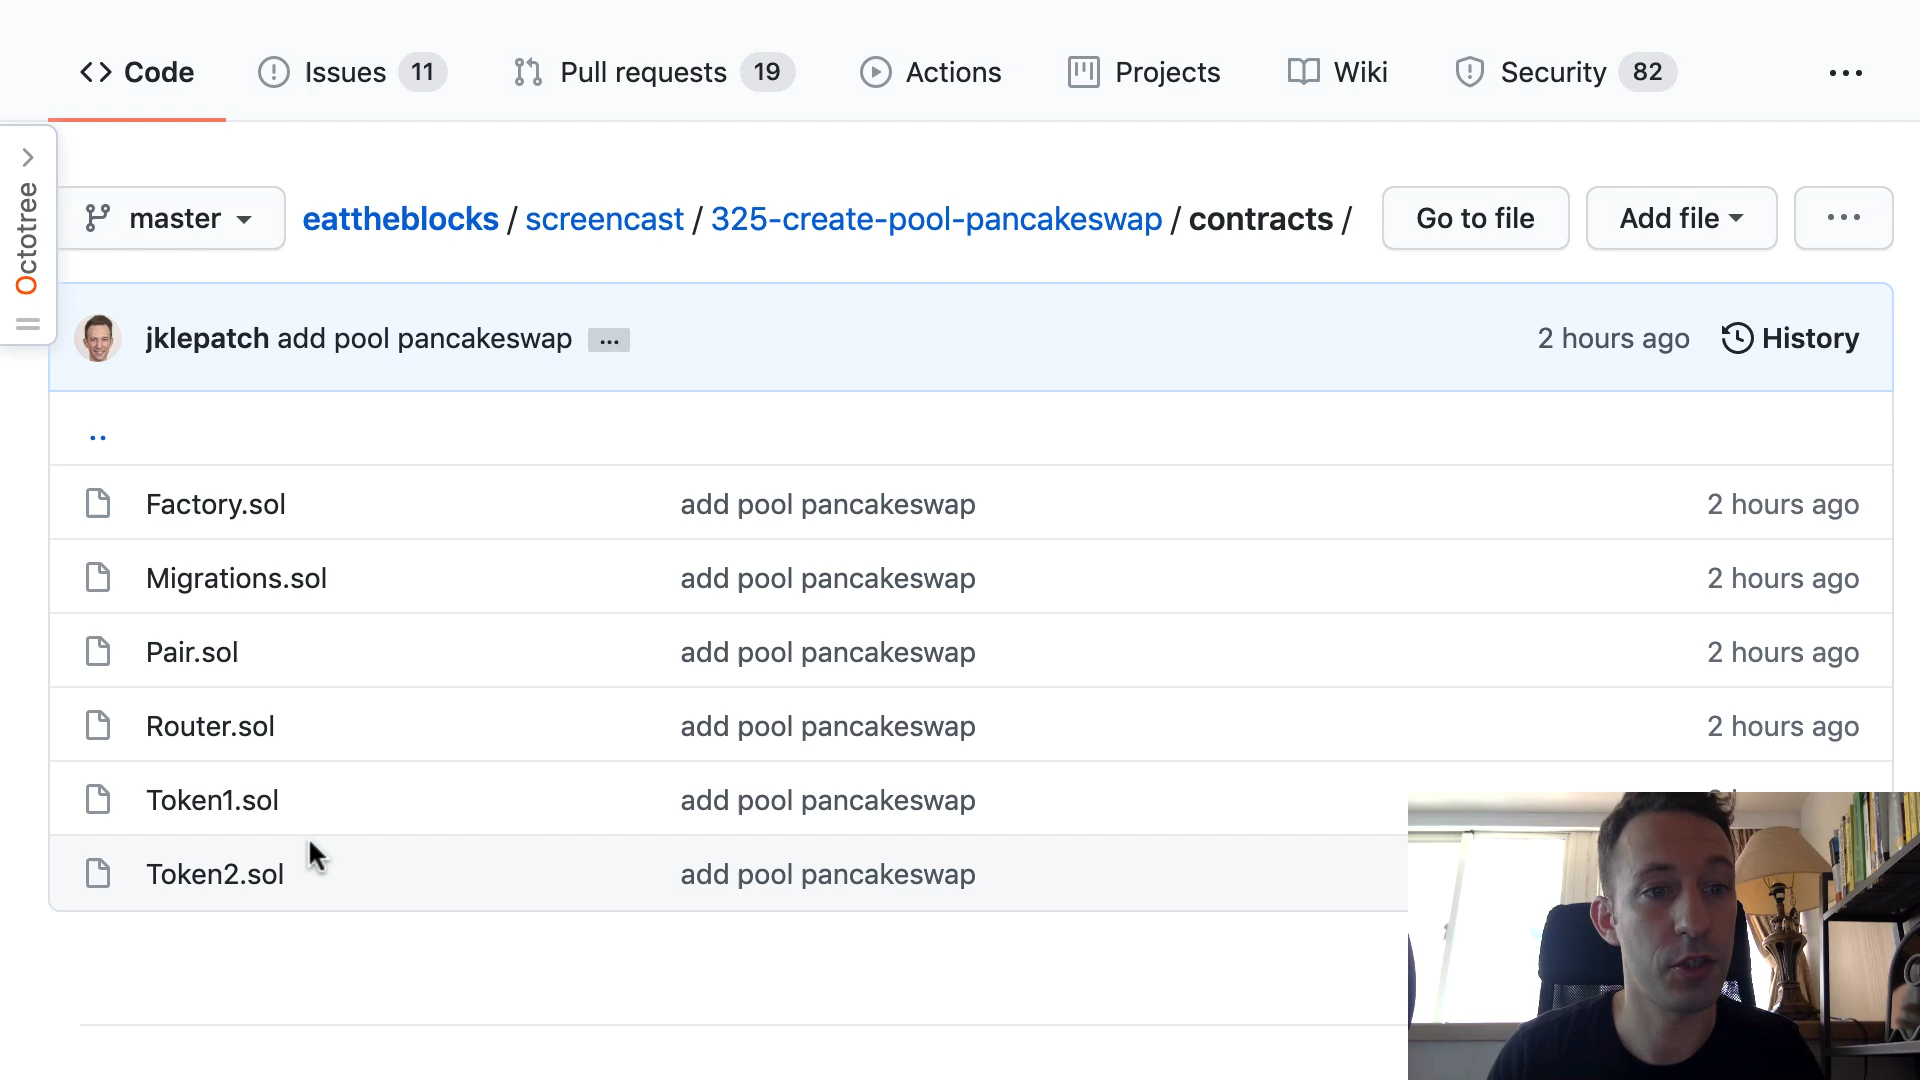 Code
Issues 11
Pull requests 19
Actions
Projects
Wiki
Security 82
...
Octotree
master
eattheblocks / screencast / 325-create-pool-pancakeswap / contracts /
Go to file
Add file
...
jklepatch add pool pancakeswap ...
2 hours ago
History
..
Factory.sol add pool pancakeswap 2 hours ago
Migrations.sol add pool pancakeswap 2 hours ago
Pair.sol add pool pancakeswap 2 hours ago
Router.sol add pool pancakeswap 2 hours ago
Token1.sol add pool pancakeswap
Token2.sol add pool pancakeswap